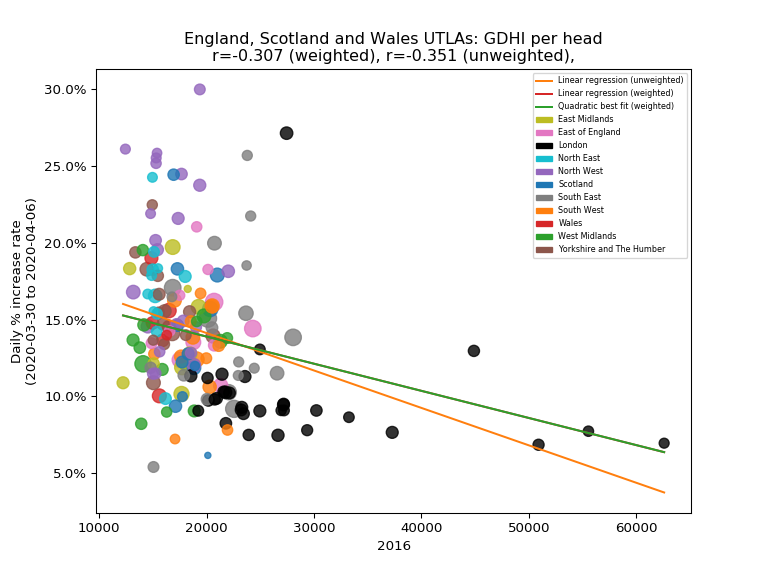 England, Scotland and Wales UTLAs: GDHI per head
r=-0.307 (weighted), r=-0.351 (unweighted),
Daily % increase rate
(2020-03-30 to 2020-04-06)
30.0%
25.0%
20.0%
15.0%
10.0%
5.0%
Linear regression (unweighted)
Linear regression (weighted)
Quadratic best fit (weighted)
East Midlands
East of England
London
North East
North West
Scotland
South East
South West
Wales
West Midlands
Yorkshire and The Humber
10000 20000 30000 40000 50000 60000
2016